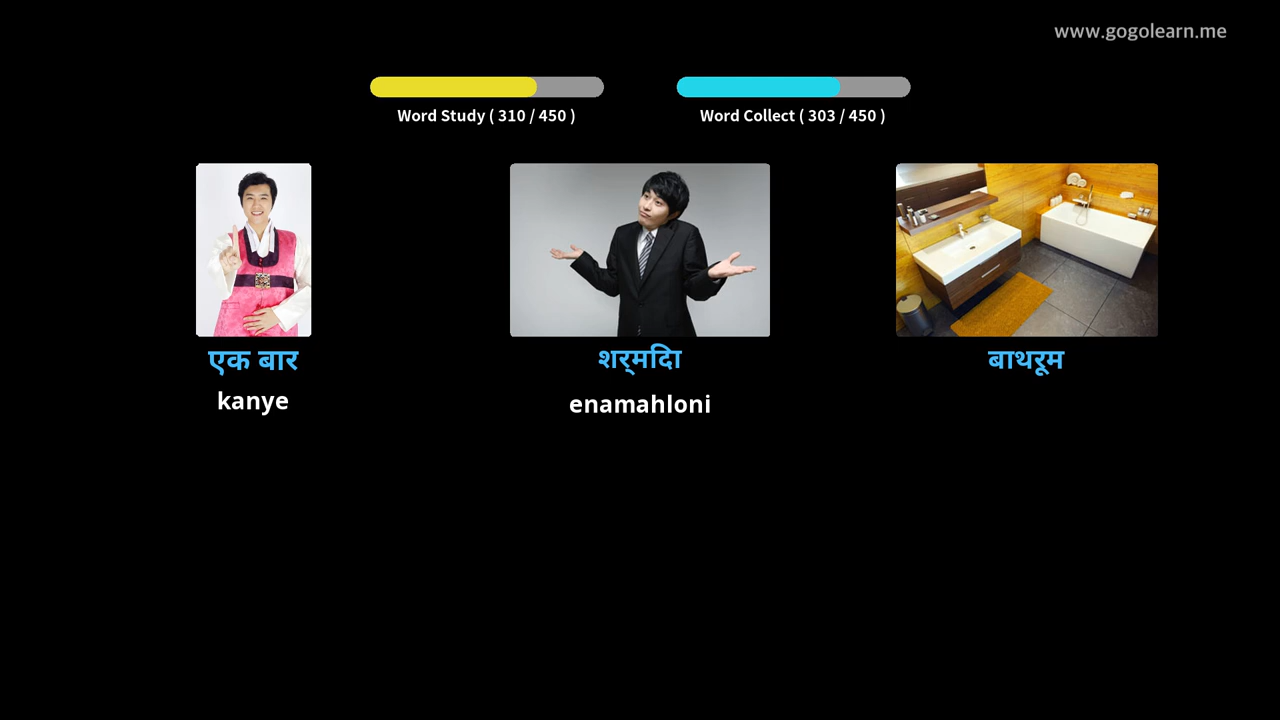 www.gogolearn.me
Word Study ( 310 / 450 )
Word Collect ( 303 / 450 )
एक बार
kanye
शर्मिदा
enamahloni
बाथरूम